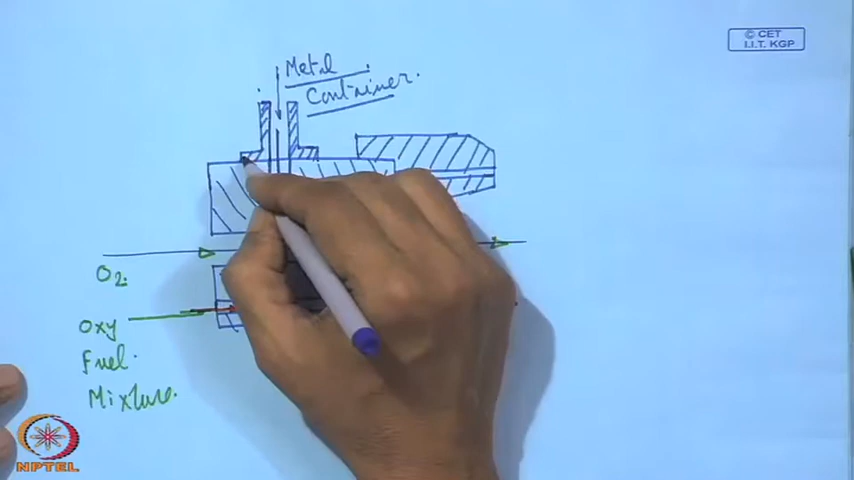 © CET
I.I.T. KGP
Metal
Container.
O2.
Oxy
Fuel.
Mixture.
NPTEL